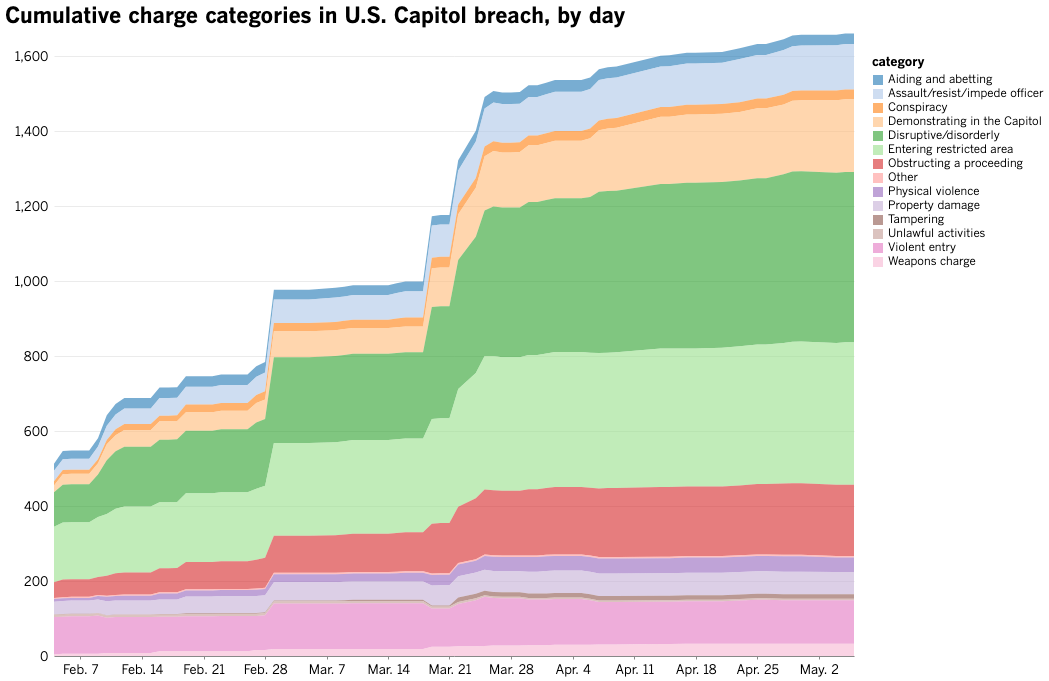 Cumulative charge categories in U.S. Capitol breach, by day
1,600
1,400
1,200
1,000
800
600
400
200
0
Feb. 7
Feb. 14
Feb. 21
Feb. 28
Mar. 7
Mar. 14
Mar. 21
Mar. 28
Apr. 4
Apr. 11
Apr. 18
Apr. 25
May. 2
category
Aiding and abetting
Assault/resist/impede officer
Conspiracy
Demonstrating in the Capitol
Disruptive/disorderly
Entering restricted area
Obstructing a proceeding
Other
Physical violence
Property damage
Tampering
Unlawful activities
Violent entry
Weapons charge